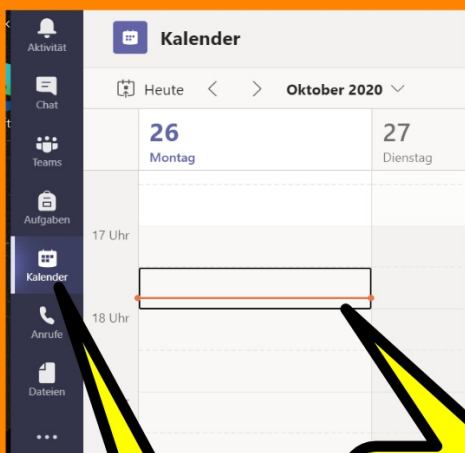 Aktivität
Chat
Teams
Aufgaben
Kalender
Anrufe
Dateien
Kalender
Heute
Oktober 2020
26
Montag
27
Dienstag
17 Uhr
18 Uhr